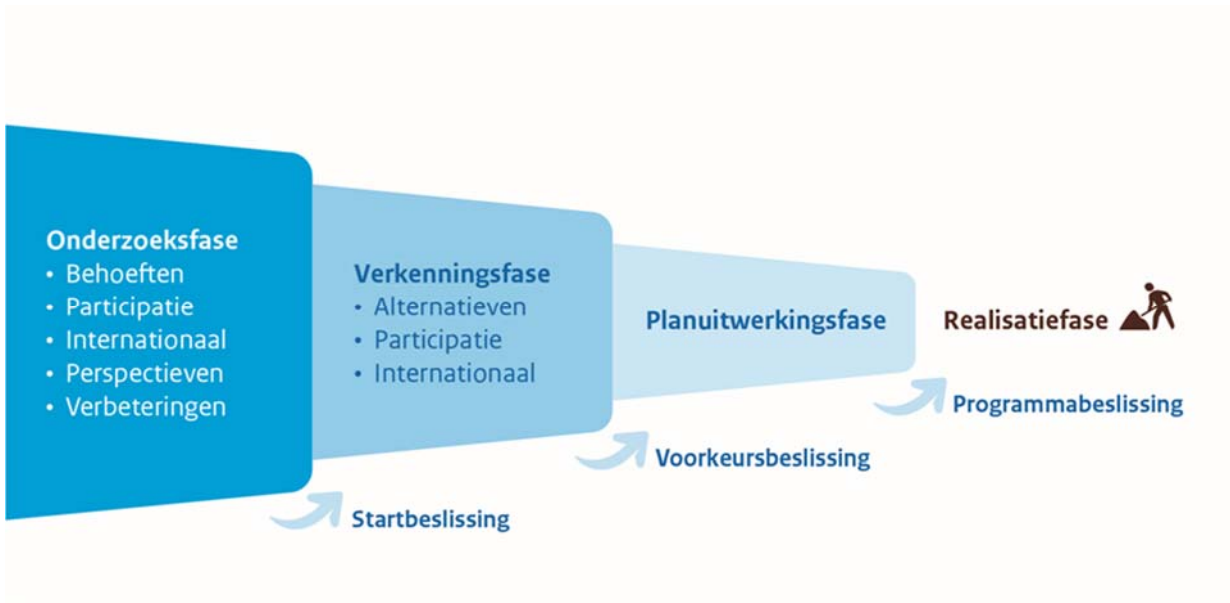 Onderzoeksfase
• Behoeften
• Participatie
• Internationaal
• Perspectieven
• Verbeteringen
Startbeslissing
Verkenningsfase
• Alternatieven
• Participatie
• Internationaal
Voorkeursbeslissing
Planuitwerkingsfase
Programmabeslissing
Realisatiefase